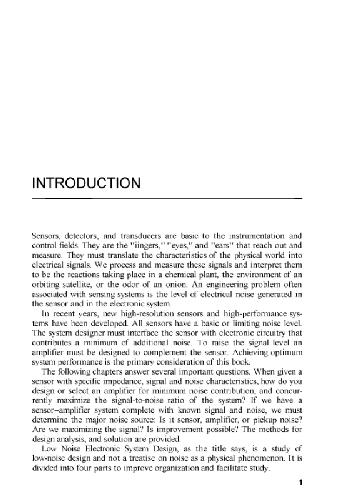 INTRODUCTION
Sensors, detectors, and transducers are basic to the instrumentation and
control fields. They are the "fingers," "eyes," and "ears" that reach out and
measure. They must translate the characteristics of the physical world into
electrical signals. We process and measure these signals and interpret them
to be the reactions taking place in a chemical plant, the environment of an
orbiting satellite, or the odor of an onion. An engineering problem often
associated with sensing systems is the level of electrical noise generated in
the sensor and in the electronic system.
In recent years, new high-resolution sensors and high-performance sys-
tems have been developed. All sensors have a basic or limiting noise level.
The system designer must interface the sensor with electronic circuitry that
contributes a minimum of additional noise. To raise the signal level an
amplifier must be designed to complement the sensor. Achieving optimum
system performance is the primary consideration of this book.
The following chapters answer several important questions. When given a
sensor with specific impedance, signal and noise characteristics, how do you
design or select an amplifier for minimum noise contribution, and concur-
rently maximize the signal-to-noise ratio of the system? If we have a
sensor–amplifier system complete with known signal and noise, we must
determine the major noise source: Is it sensor, amplifier, or pickup noise?
Are we maximizing the signal? Is improvement possible? The methods for
design analysis, and solution are provided.
Low Noise Electronic System Design, as the title says, is a study of
low-noise design and not a treatise on noise as a physical phenomenon. It is
divided into four parts to improve organization and facilitate study.
1